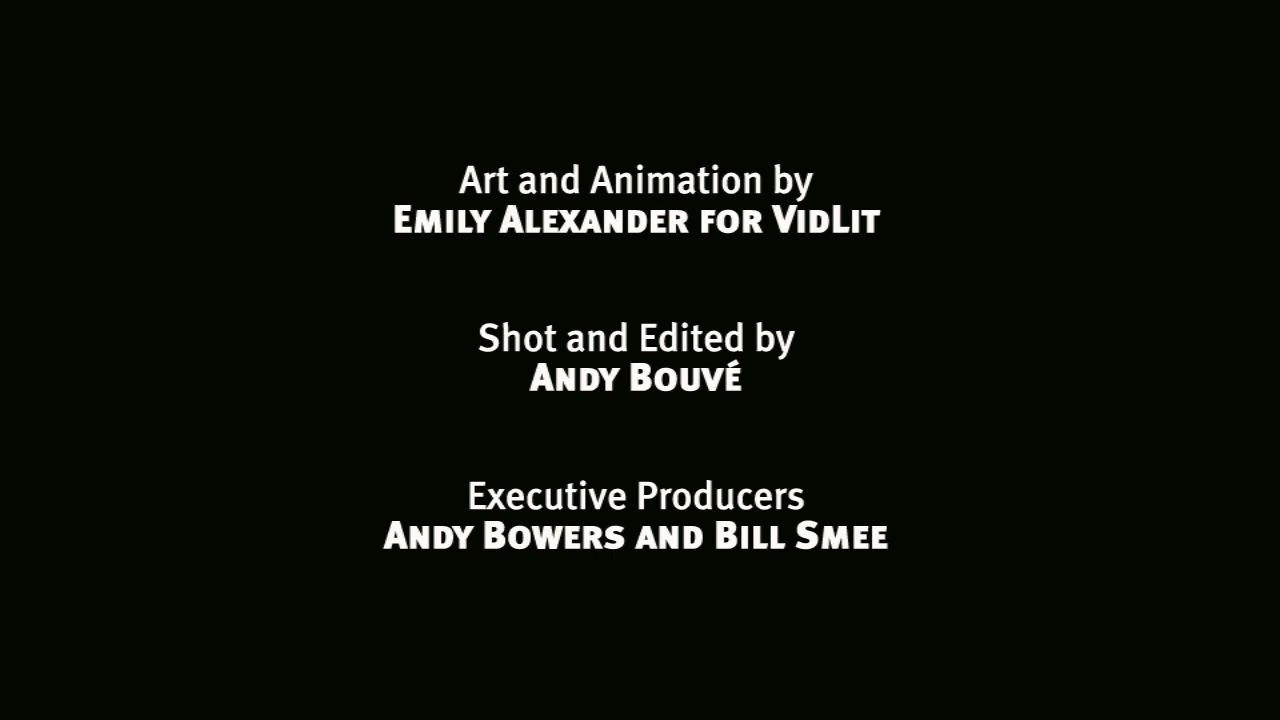 Art and Animation by
Emily Alexander for VidLit
Shot and Edited by
Andy Bouvé
Executive Producers
Andy Bowers and Bill Smee